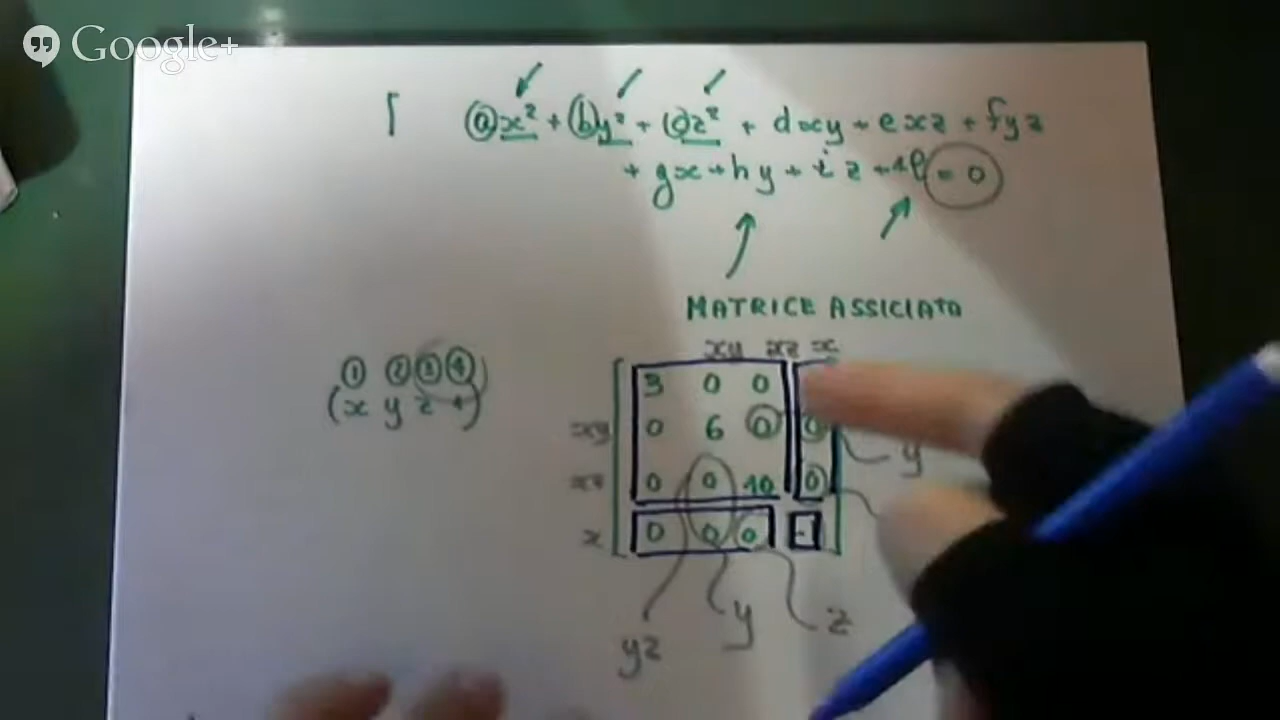 Google+
ax² + by² + cz² + dxy + exz + fyz
+ gx + hy + iz + l = 0
MATRICE ASSICIATA
xy xz x
1 2 3 4
(x y z 1)
3 0 0
xy 0 6 0 0 y
xz 0 0 10 0
x 0 0 0
yz y z